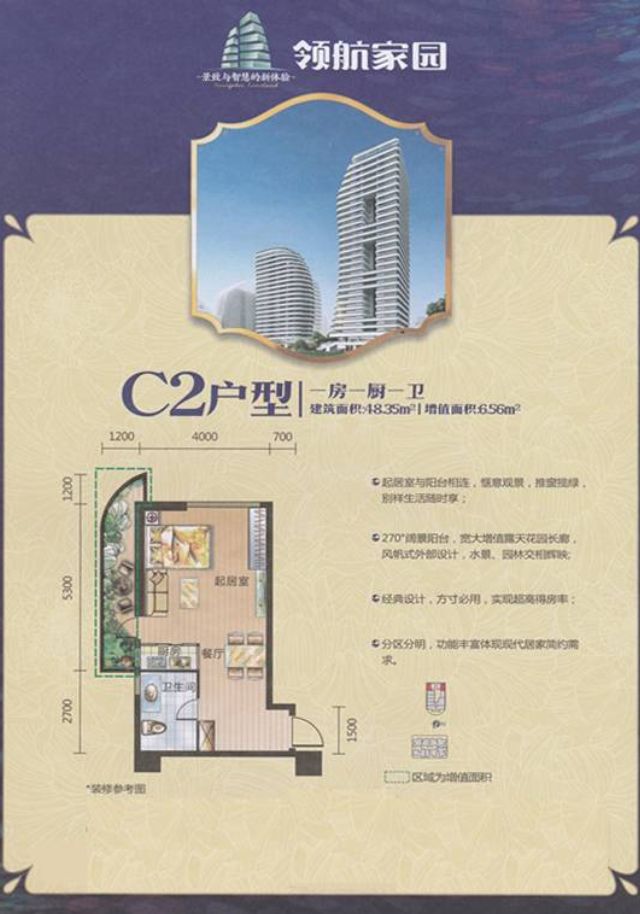 领航家园
景致与智慧的新体验
C2户型
一房一厨一卫
建筑面积:48.35m²|增值面积:6.56m²
1200 4000 700
1200
5300
2700
1500
起居室
厨房
餐厅
卫生间
*装修参考图
起居室与阳台相连，惬意观景，推窗揽绿，
别样生活随时享；
270°阔景阳台，宽大增值露天花园长廊，
风帆式外部设计，水景、园林交相辉映；
经典设计，方寸必用，实现超高得房率；
分区分明，功能丰富体现现代居家简约需
求。
区域为增值面积